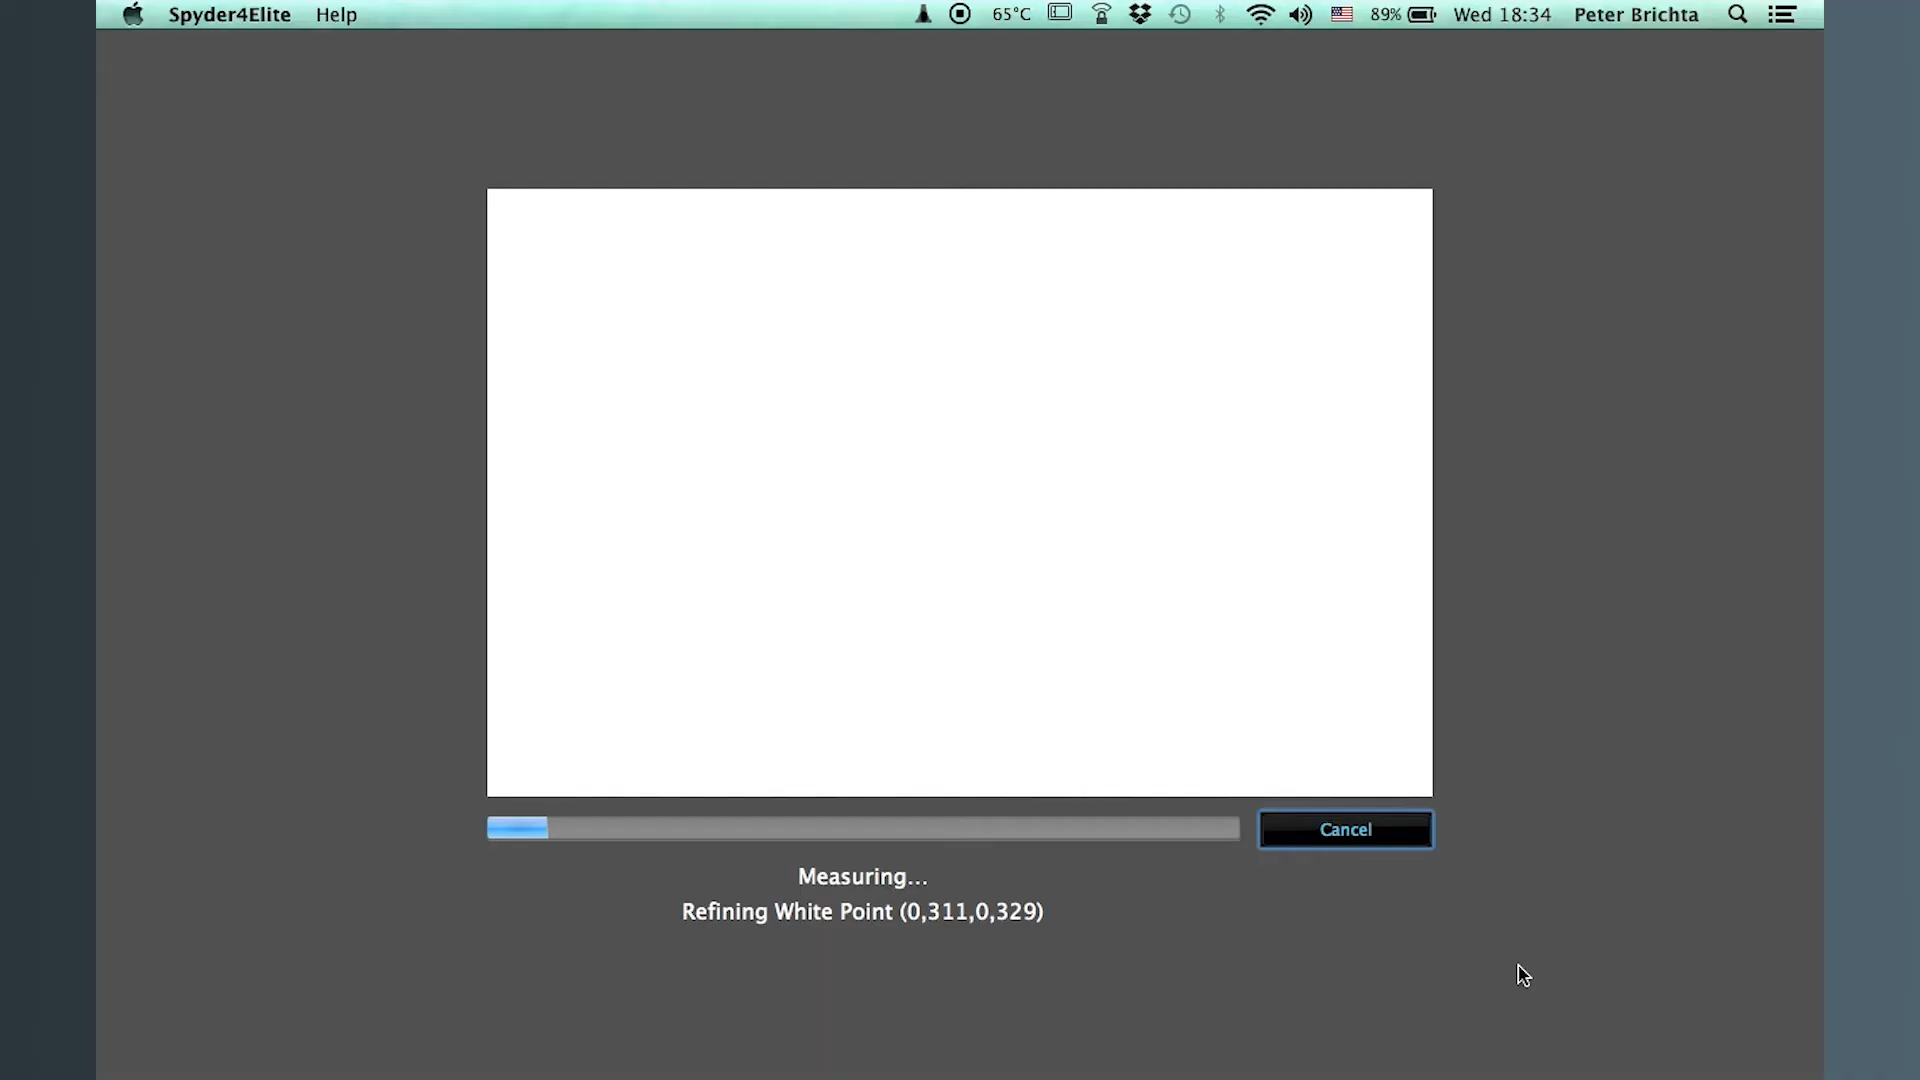 Spyder4Elite Help 65°C 89% Wed 18:34 Peter Brichta
Cancel
Measuring...
Refining White Point (0,311,0,329)